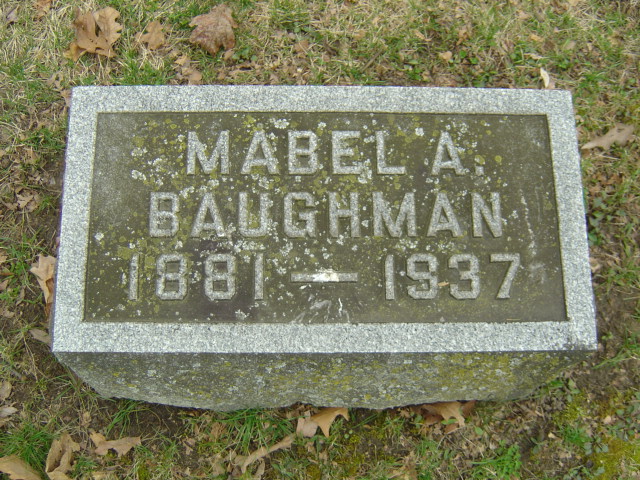 MABEL A.
BAUGHMAN
1881 — 1937